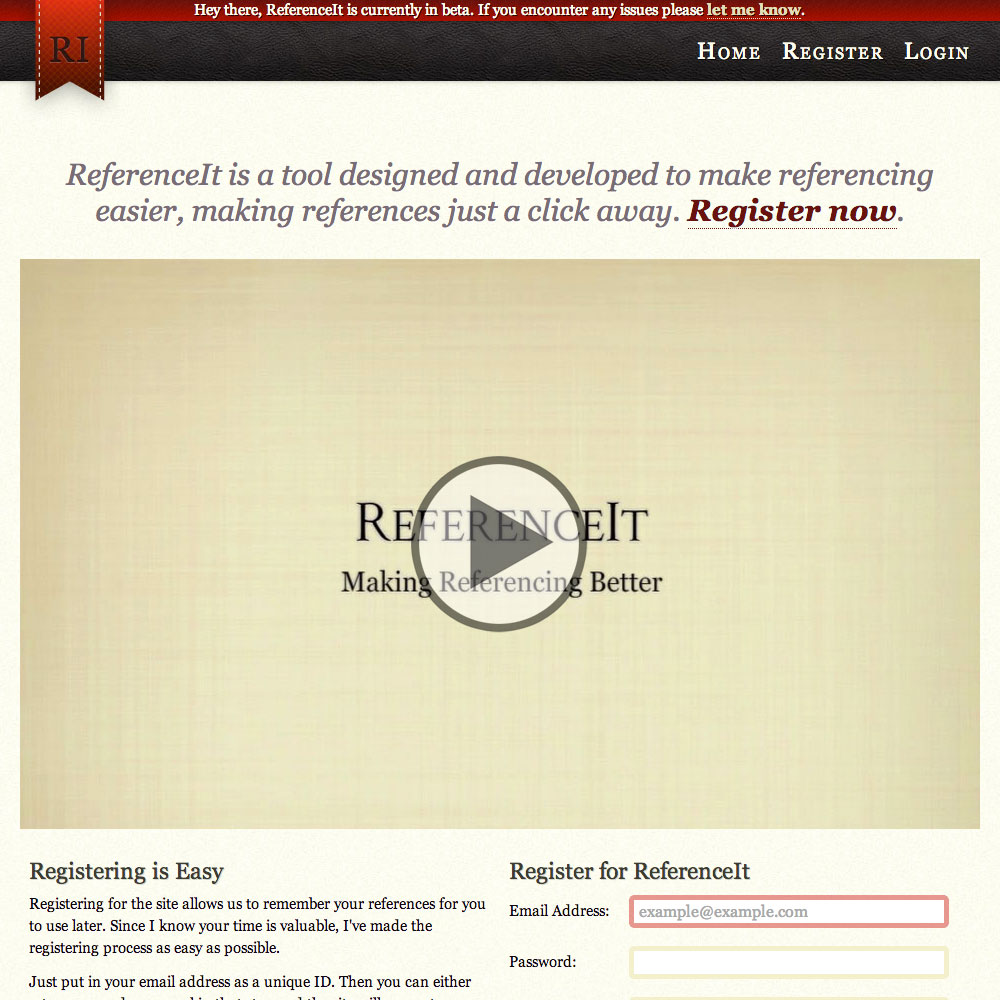 Hey there, ReferenceIt is currently in beta. If you encounter any issues please let me know.
RI
Home Register Login
ReferenceIt is a tool designed and developed to make referencing
easier, making references just a click away. Register now.
ReferenceIt
Making Referencing Better
Registering is Easy
Registering for the site allows us to remember your references for you
to use later. Since I know your time is valuable, I've made the
registering process as easy as possible.
Just put in your email address as a unique ID. Then you can either
Register for ReferenceIt
Email Address: example@example.com
Password: